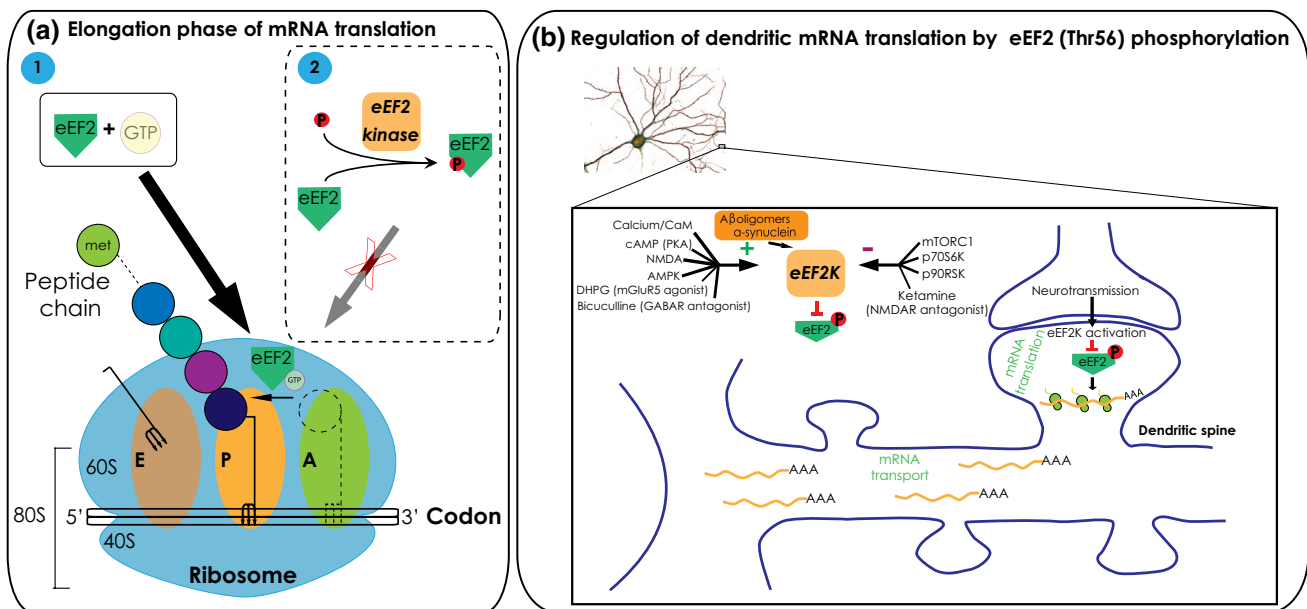 (a) Elongation phase of mRNA translation
1
2
eEF2 + GTP
P
eEF2
kinase
eEF2
P
eEF2
met
Peptide
chain
eEF2
GTP
E
P
A
60S
80S
5’
3’
Codon
40S
Ribosome
(b) Regulation of dendritic mRNA translation by eEF2 (Thr56) phosphorylation
Calcium/CaM
cAMP (PKA)
NMDA
AMPK
DHPG (mGluR5 agonist)
Bicuculline (GABAR antagonist)
Aβoligomers
α-synuclein
+
eEF2K
-
mTORC1
p70S6K
p90RSK
Ketamine
(NMDAR antagonist)
P
eEF2
Neurotransmission
eEF2K activation
P
eEF2
mRNA
translation
AAA
Dendritic spine
mRNA
transport
AAA
AAA
AAA
AAA